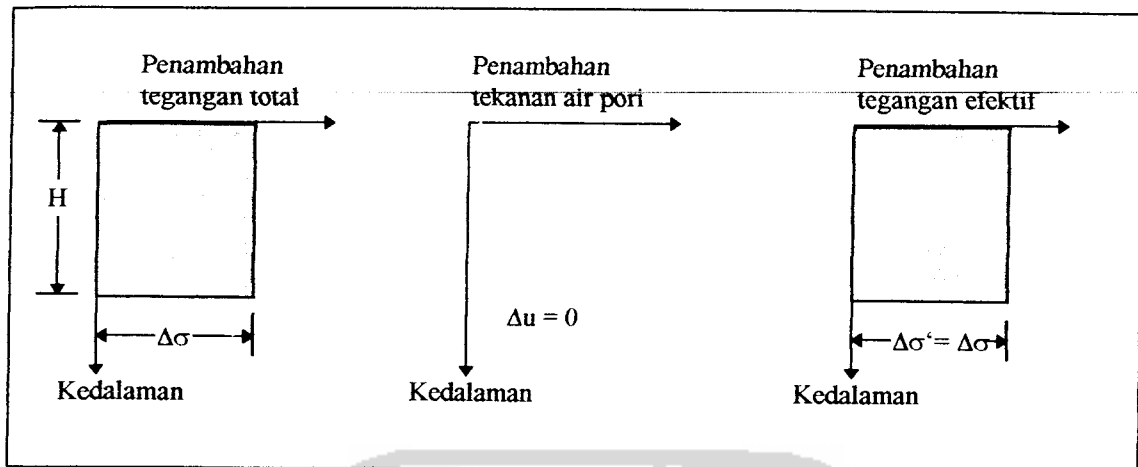 Penambahan
tegangan total
H
Δσ
Kedalaman
Penambahan
tekanan air pori
Δu = 0
Kedalaman
Penambahan
tegangan efektif
Δσ‘= Δσ
Kedalaman